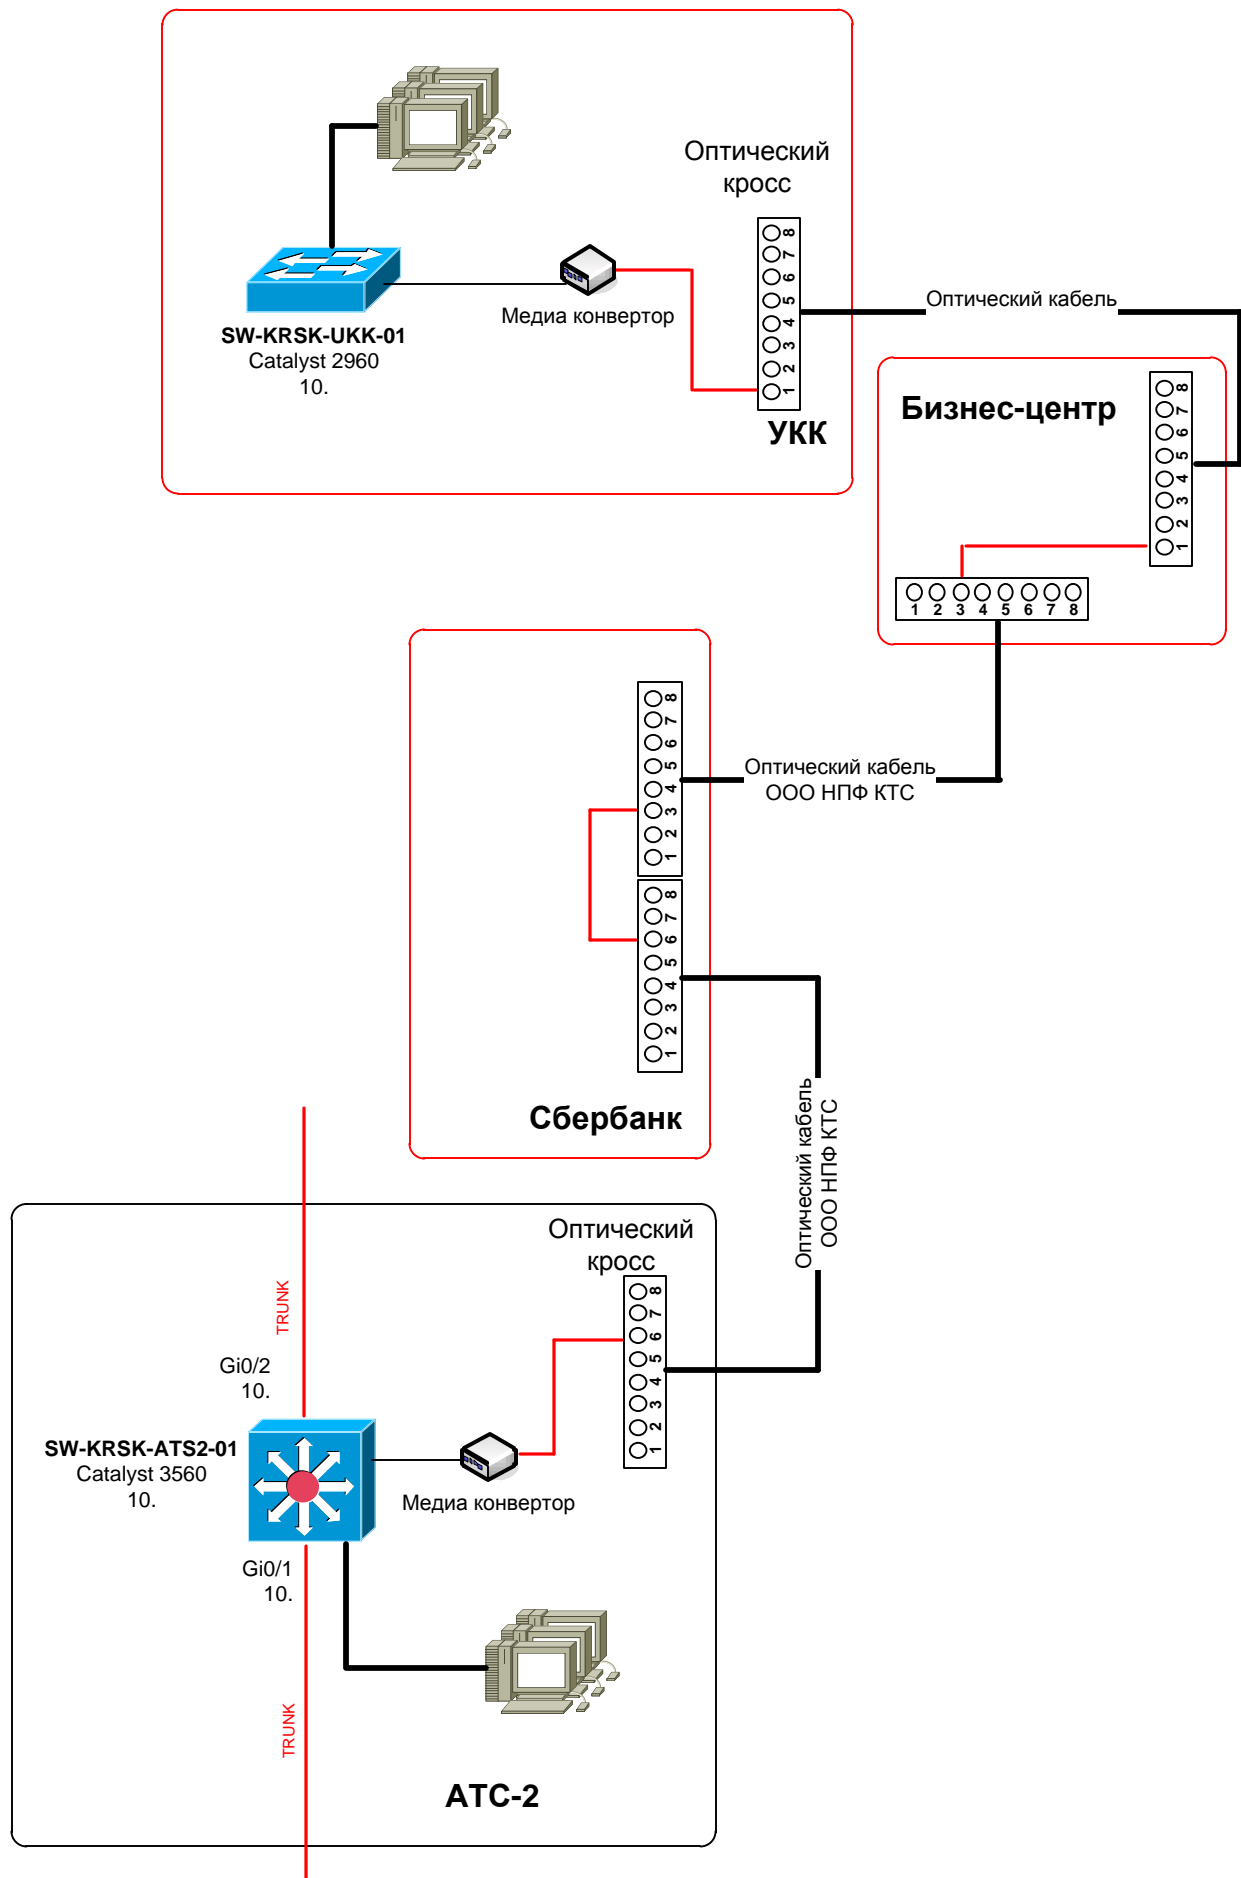 Оптический
кросс
8
7
6
5
4
3
2
1
Оптический кабель
Медиа конвертор
SW-KRSK-UKK-01
Catalyst 2960
10.
УКК
Бизнес-центр
8
7
6
5
4
3
2
1
1 2 3 4 5 6 7 8
8
7
6
5
4
3
2
1
Оптический кабель
ООО НПФ КТС
8
7
6
5
4
3
2
1
Сбербанк
Оптический кабель
ООО НПФ КТС
Оптический
кросс
8
7
6
5
4
3
2
1
TRUNK
Gi0/2
10.
SW-KRSK-ATS2-01
Catalyst 3560
10.
Медиа конвертор
Gi0/1
10.
TRUNK
АТС-2